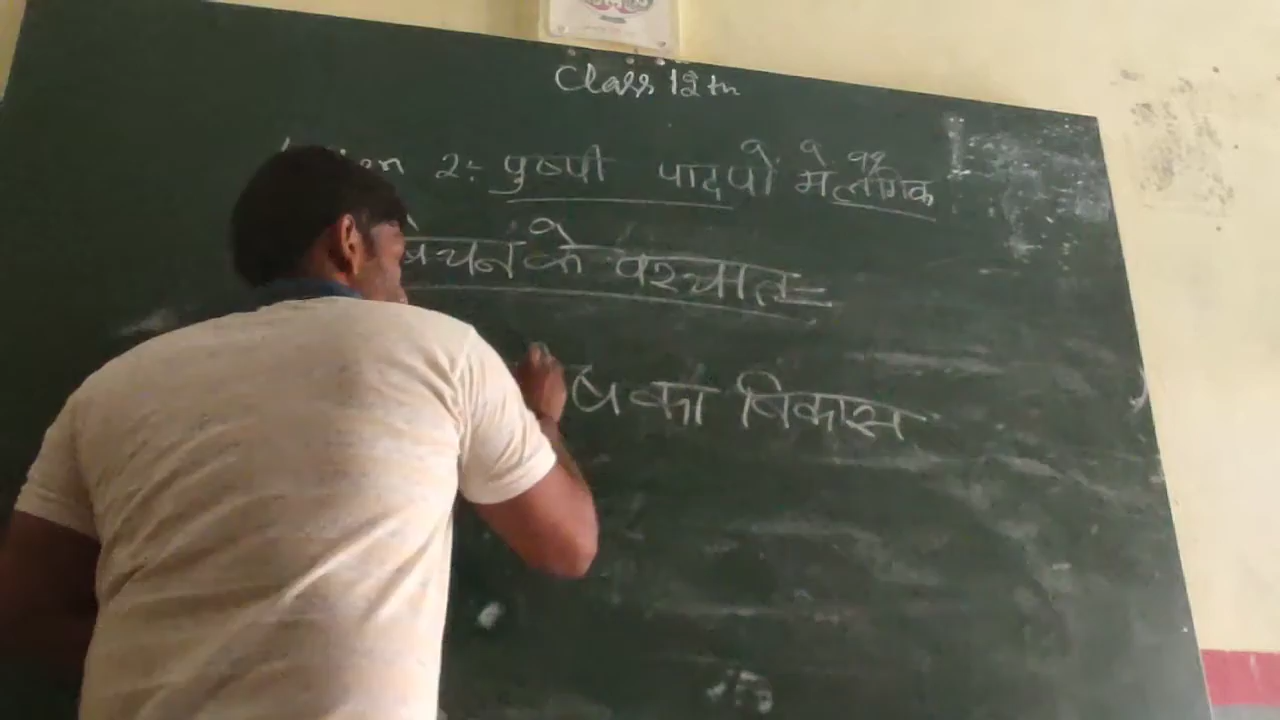 Class 12th
2:- पुष्पी पादपों में लैंगिक
के पश्चात=
का विकास